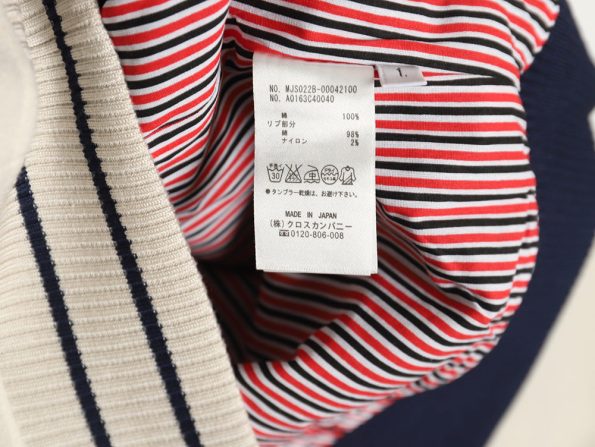 1.
NO. MJS022B-00042100
NO. A0163C40040
綿 100%
リブ部分
綿 98%
ナイロン 2%
30
●タンブラー乾燥は、お避け下さい。
MADE IN JAPAN
(株)クロスカンパニー
0120-806-008